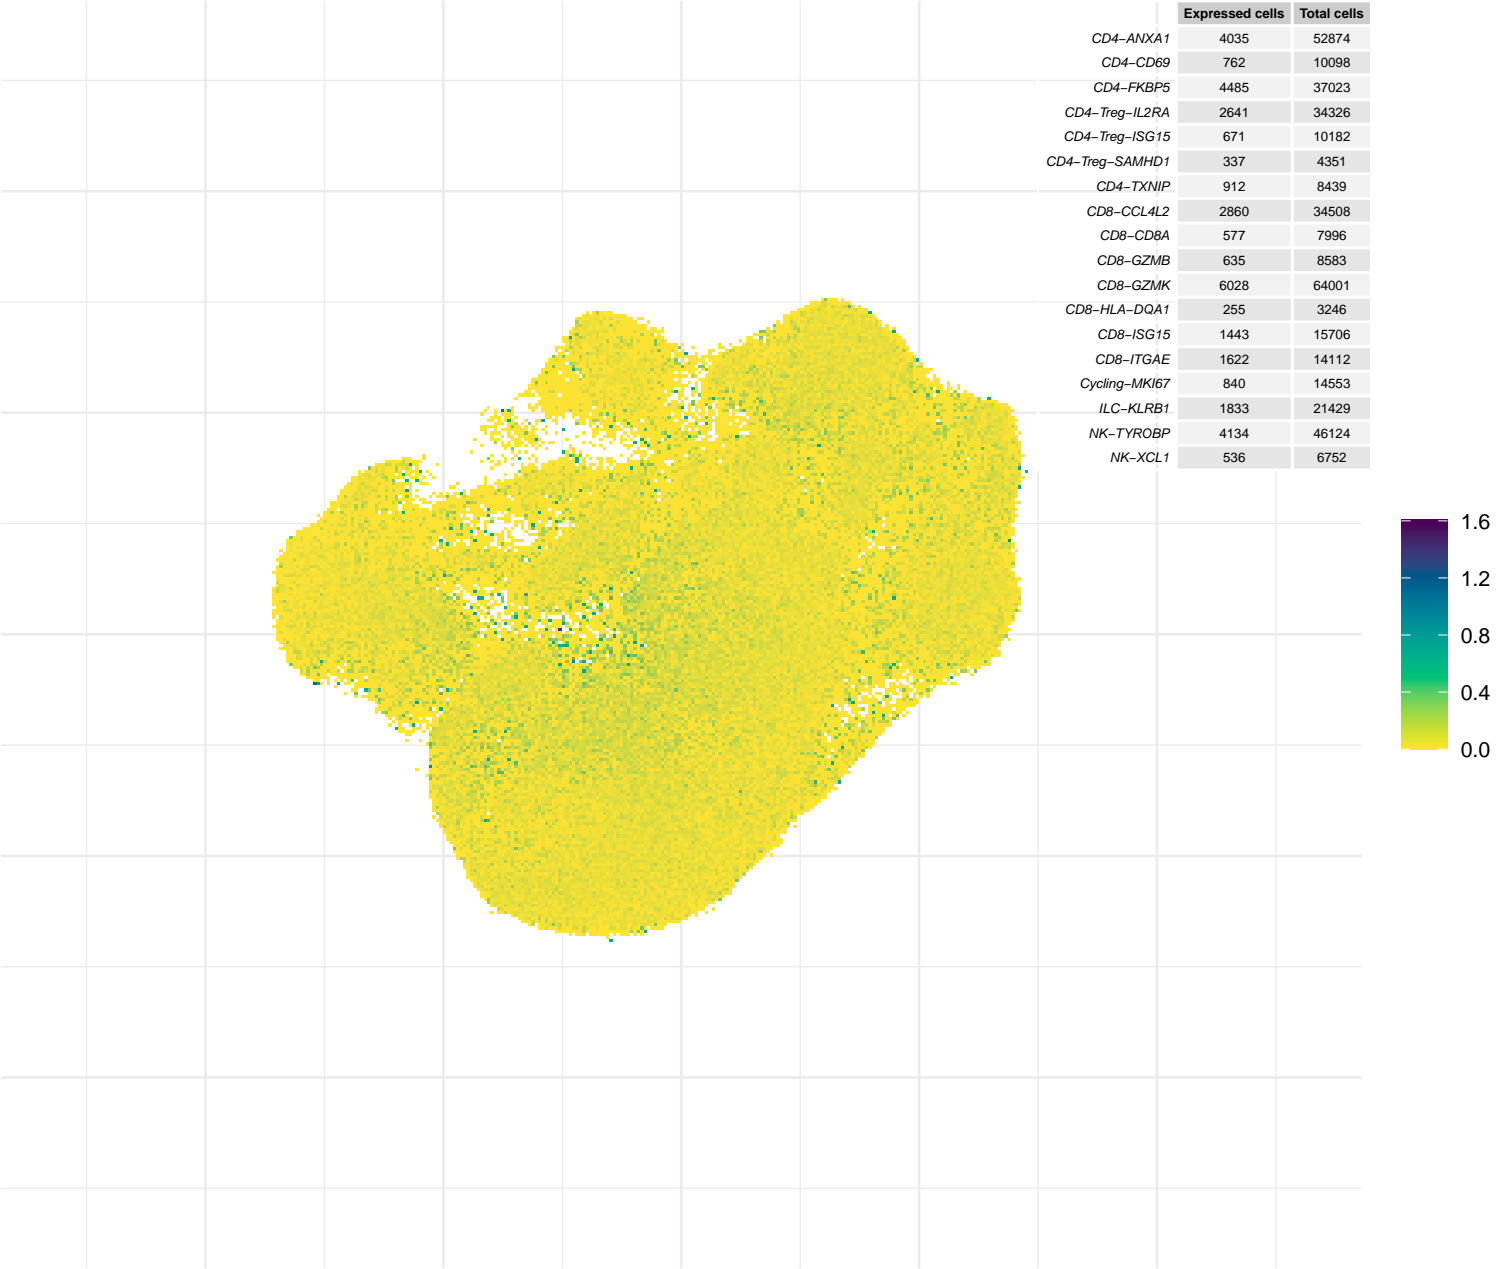 Expressed cells Total cells
CD4−ANXA1 4035 52874
CD4−CD69 762 10098
CD4−FKBP5 4485 37023
CD4−Treg−IL2RA 2641 34326
CD4−Treg−ISG15 671 10182
CD4−Treg−SAMHD1 337 4351
CD4−TXNIP 912 8439
CD8−CCL4L2 2860 34508
CD8−CD8A 577 7996
CD8−GZMB 635 8583
CD8−GZMK 6028 64001
CD8−HLA−DQA1 255 3246
CD8−ISG15 1443 15706
CD8−ITGAE 1622 14112
Cycling−MKI67 840 14553
ILC−KLRB1 1833 21429
NK−TYROBP 4134 46124
NK−XCL1 536 6752
1.6
1.2
0.8
0.4
0.0